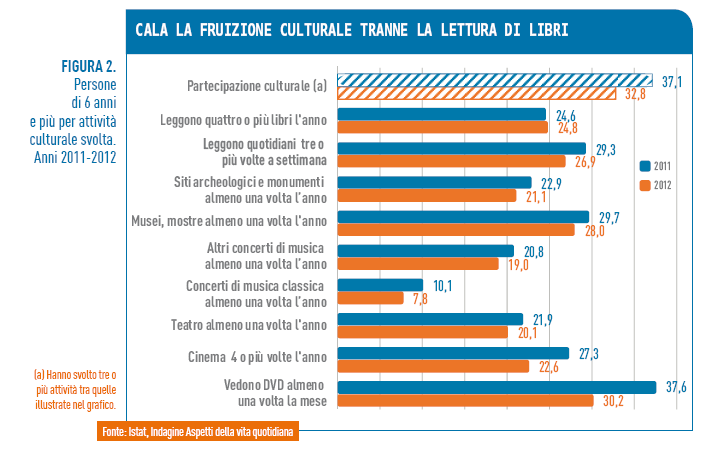 CALA LA FRUIZIONE CULTURALE TRANNE LA LETTURA DI LIBRI
FIGURA 2.
Persone
di 6 anni
e più per attività
culturale svolta.
Anni 2011-2012
Partecipazione culturale (a)
37,1
32,8
Leggono quattro o più libri l'anno
24,6
24,8
Leggono quotidiani tre o
più volte a settimana
29,3
26,9
Siti archeologici e monumenti
almeno una volta l'anno
22,9
21,1
Musei, mostre almeno una volta l'anno
29,7
28,0
Altri concerti di musica
almeno una volta l'anno
20,8
19,0
Concerti di musica classica
almeno una volta l'anno
10,1
7,8
Teatro almeno una volta l'anno
21,9
20,1
Cinema 4 o più volte l'anno
27,3
22,6
Vedono DVD almeno
una volta la mese
37,6
30,2
2011
2012
(a) Hanno svolto tre o
più attività tra quelle
illustrate nel grafico.
Fonte: Istat, Indagine Aspetti della vita quotidiana